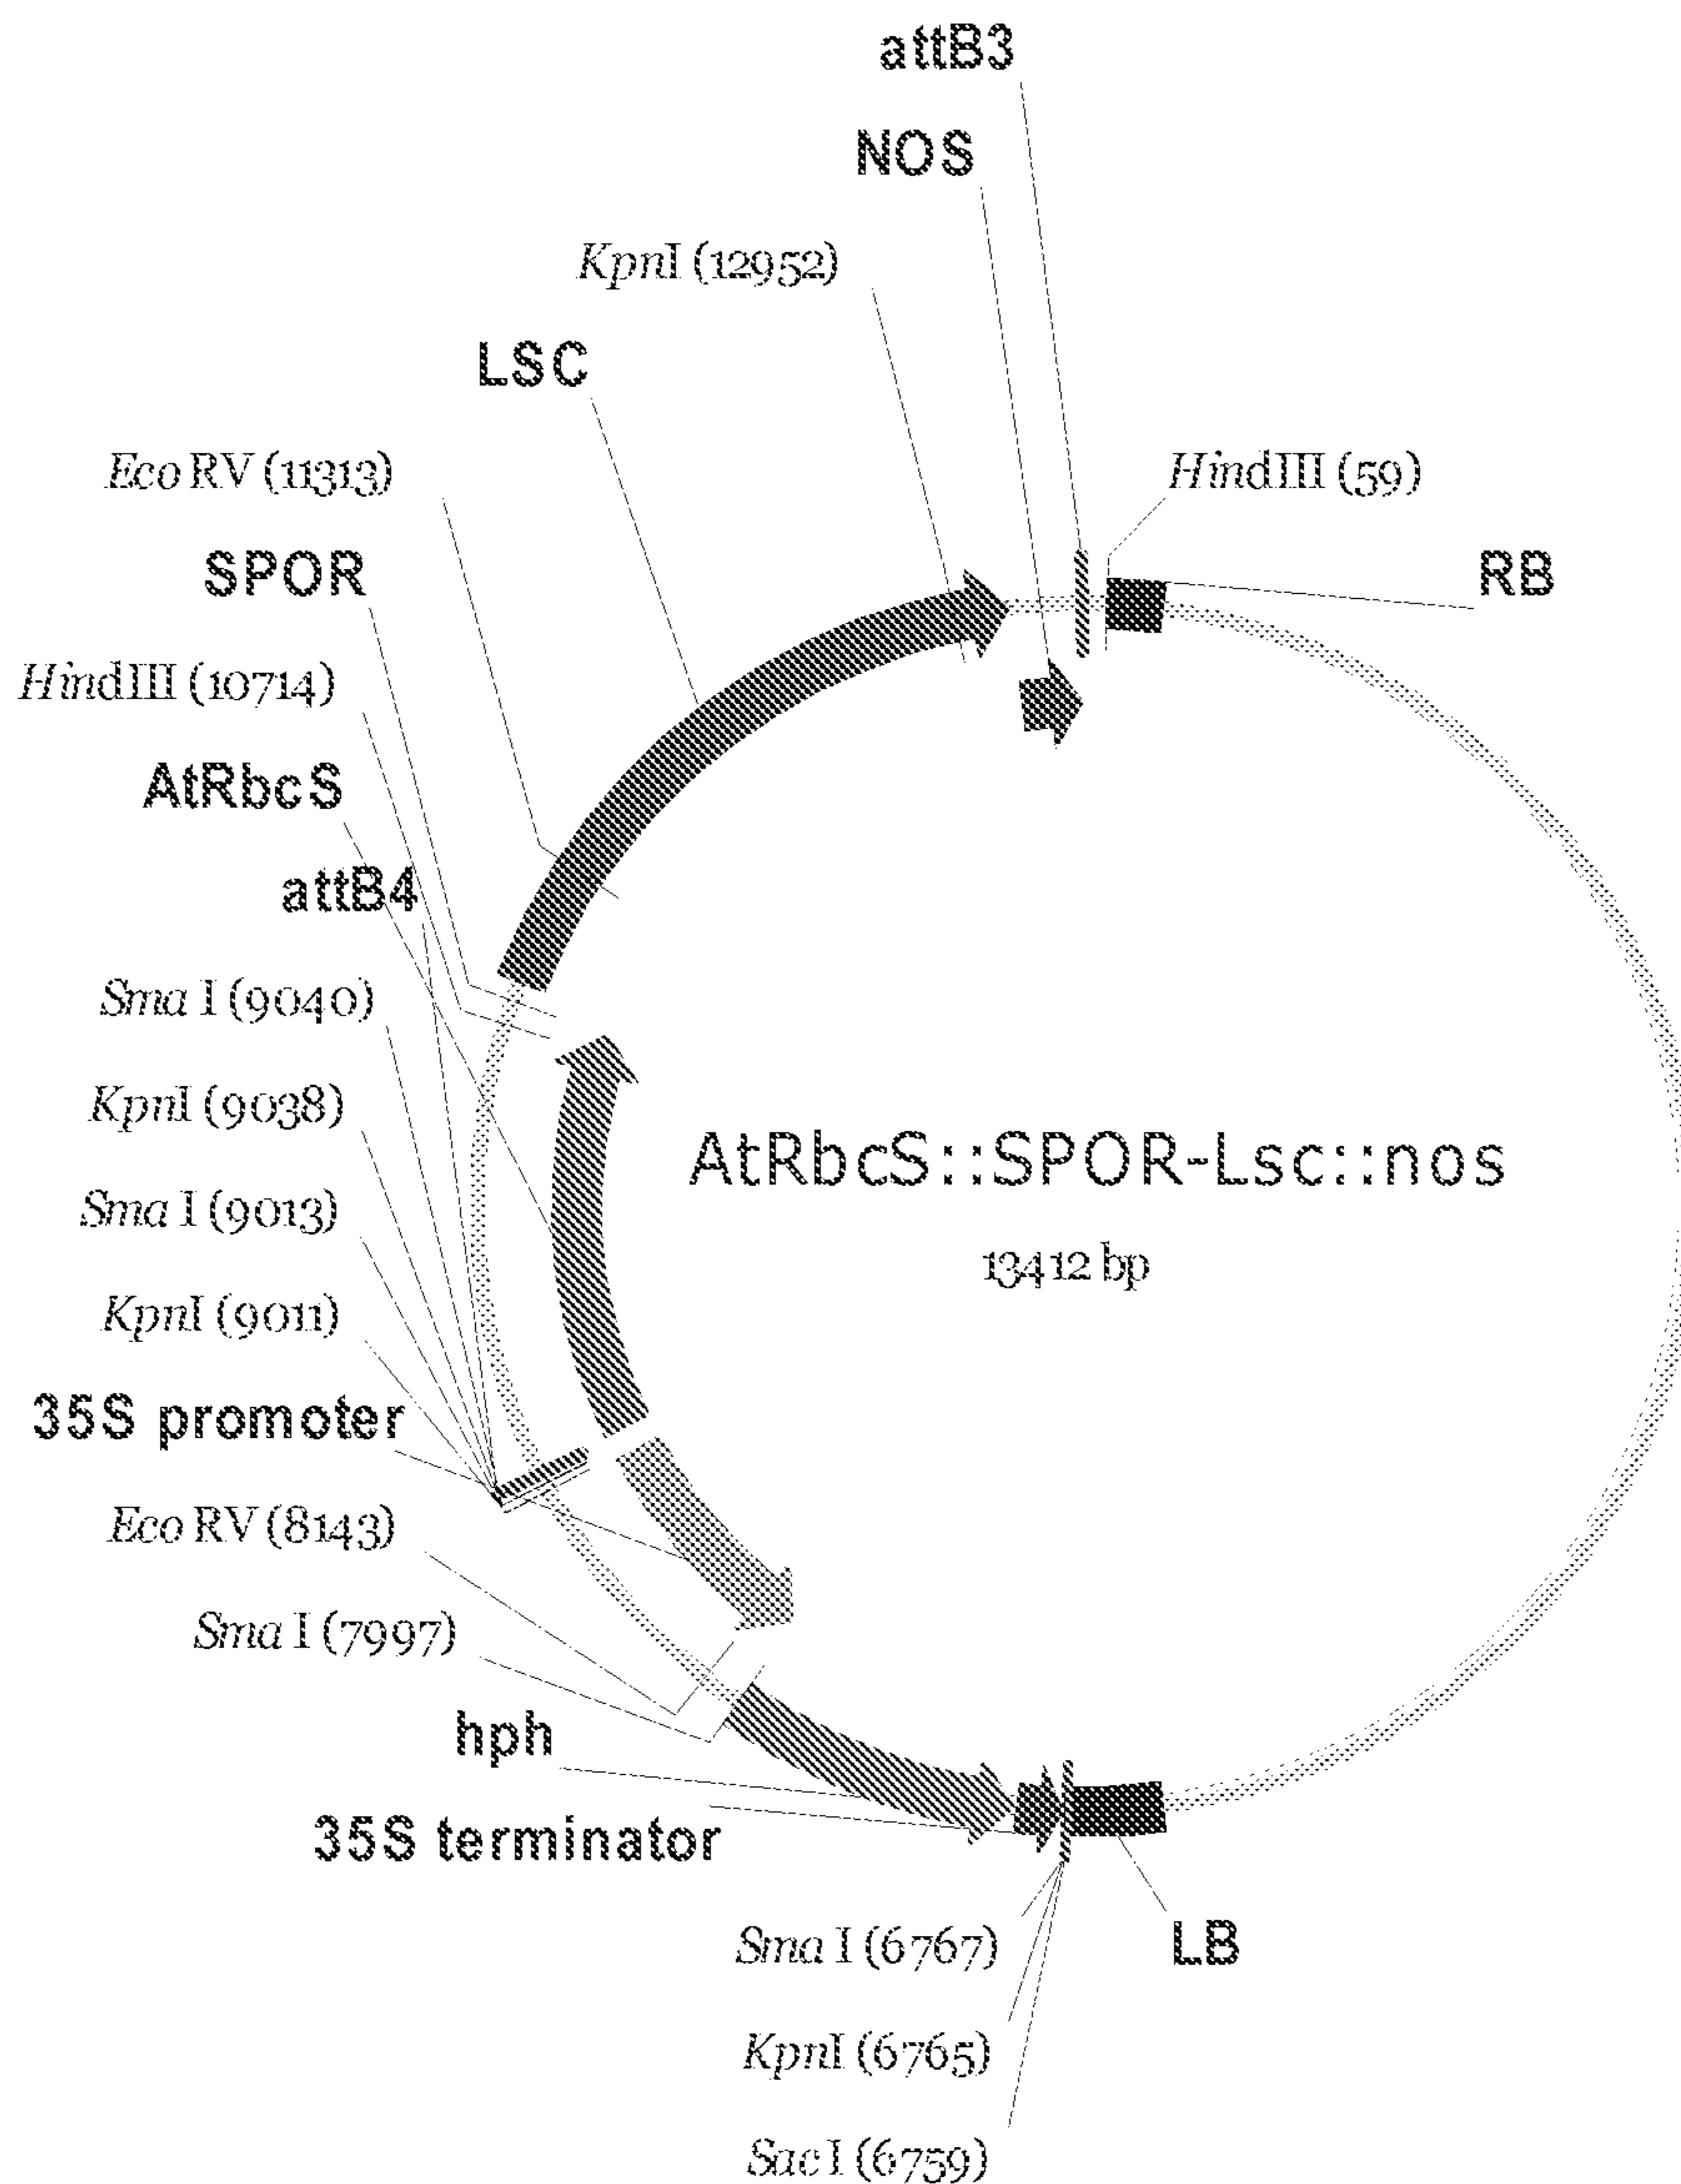 attB3
NOS
KpnI (12952)
LSC
EcoRV (11313)
HindIII (59)
SPOR
RB
HindIII (10714)
AtRbcS
attB4
SmaI (9040)
KpnI (9038)
AtRbcS::SPOR-Lsc::nos
SmaI (9013)
13412 bp
KpnI (9011)
35S promoter
EcoRV (8143)
SmaI (7997)
hph
35S terminator
SmaI (6767)
LB
KpnI (6765)
SacI (6759)